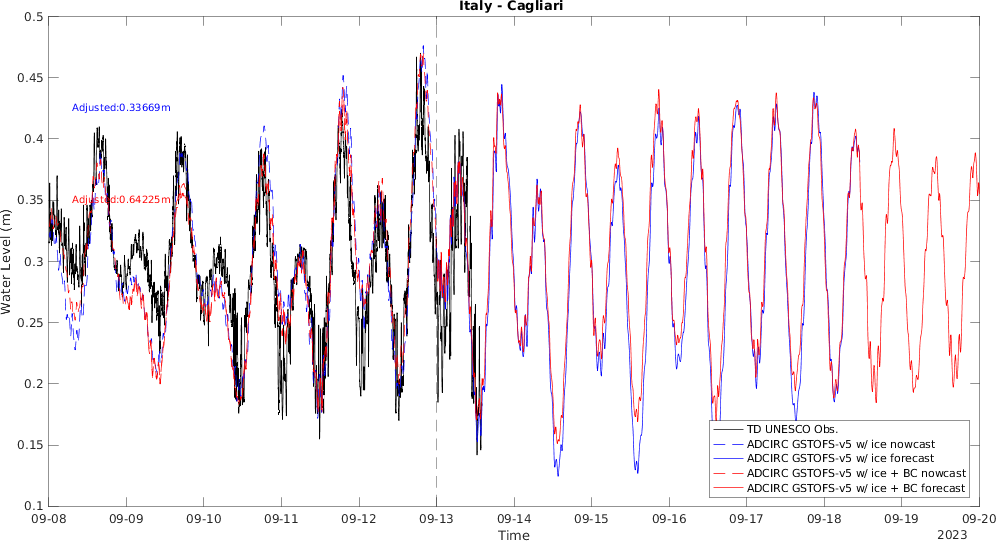 Italy - Cagliari
0.5
0.45
0.4
0.35
0.3
0.25
0.2
0.15
0.1
Water Level (m)
Adjusted:0.33669m
Adjusted:0.64225m
TD UNESCO Obs.
ADCIRC GSTOFS-v5 w/ ice nowcast
ADCIRC GSTOFS-v5 w/ ice forecast
ADCIRC GSTOFS-v5 w/ ice + BC nowcast
ADCIRC GSTOFS-v5 w/ ice + BC forecast
09-08 09-09 09-10 09-11 09-12 09-13 09-14 09-15 09-16 09-17 09-18 09-19 09-20
Time
2023